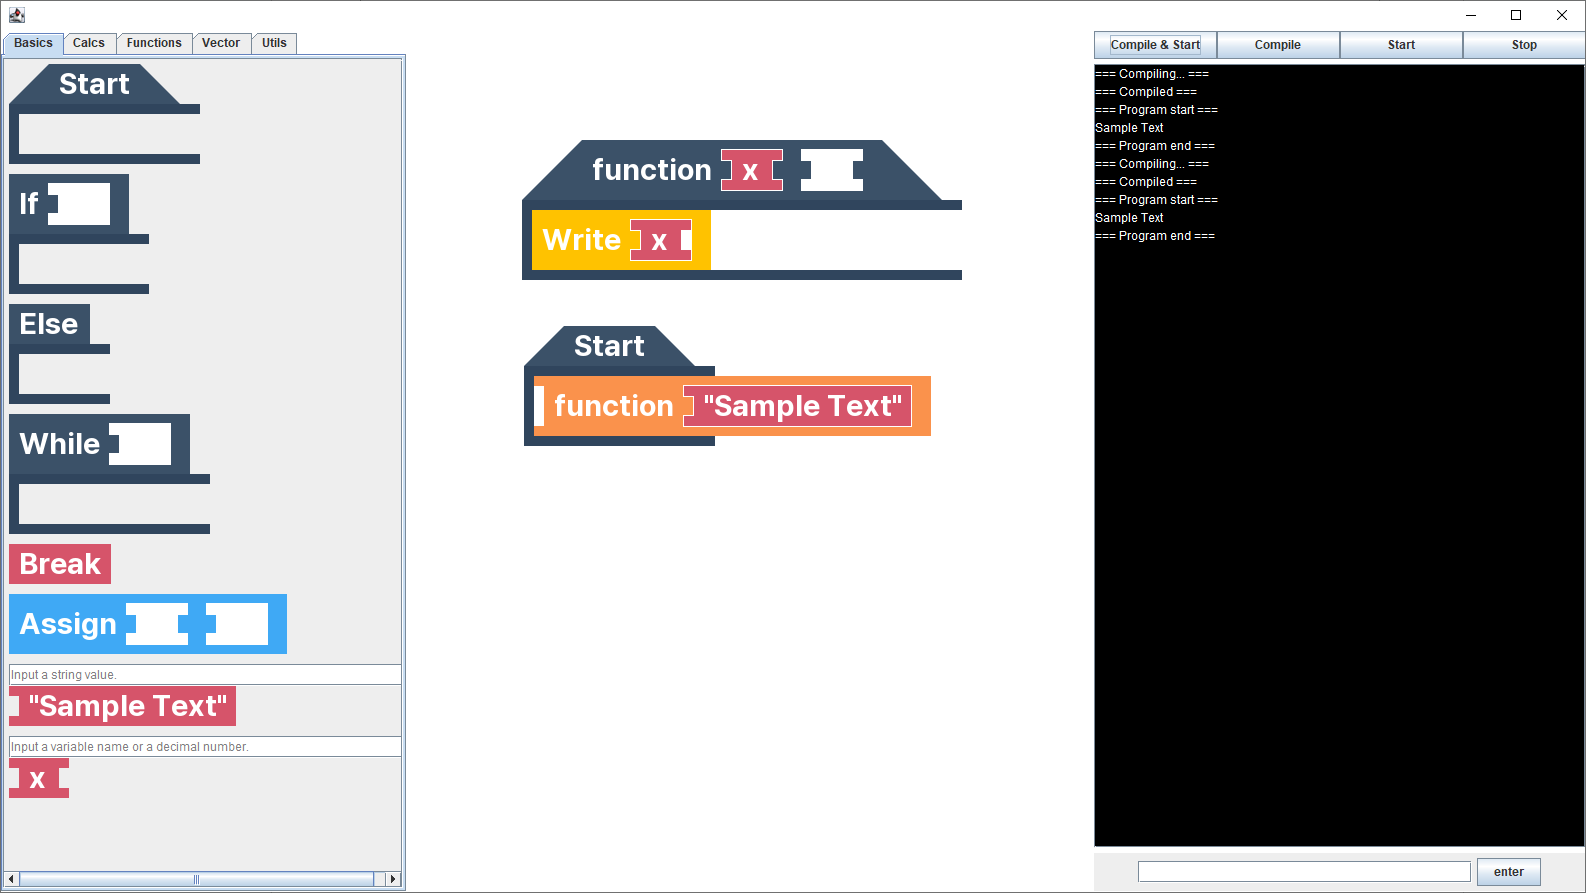 Basics Calcs Functions Vector Utils
Start
If
Else
While
Break
Assign
Input a string value.
"Sample Text"
Input a variable name or a decimal number.
x
function x
Write x
Start
function "Sample Text"
Compile & Start Compile Start Stop
=== Compiling... ===
=== Compiled ===
=== Program start ===
Sample Text
=== Program end ===
=== Compiling... ===
=== Compiled ===
=== Program start ===
Sample Text
=== Program end ===
enter